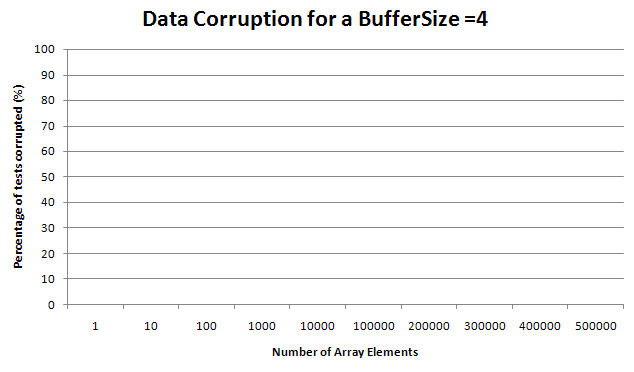 Data Corruption for a BufferSize =4
Percentage of tests corrupted (%)
100
90
80
70
60
50
40
30
20
10
0
1 10 100 1000 10000 100000 200000 300000 400000 500000
Number of Array Elements